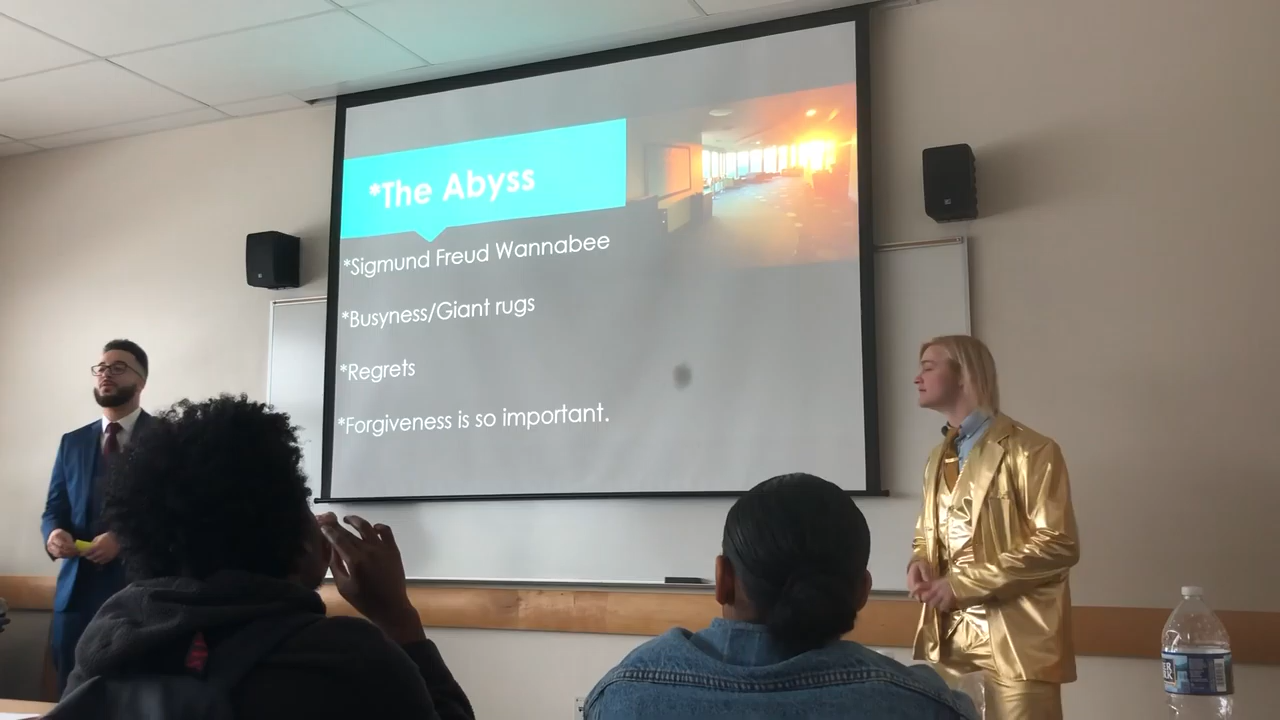 *The Abyss
*Sigmund Freud Wannabee
*Busyness/Giant rugs
*Regrets
*Forgiveness is so important.